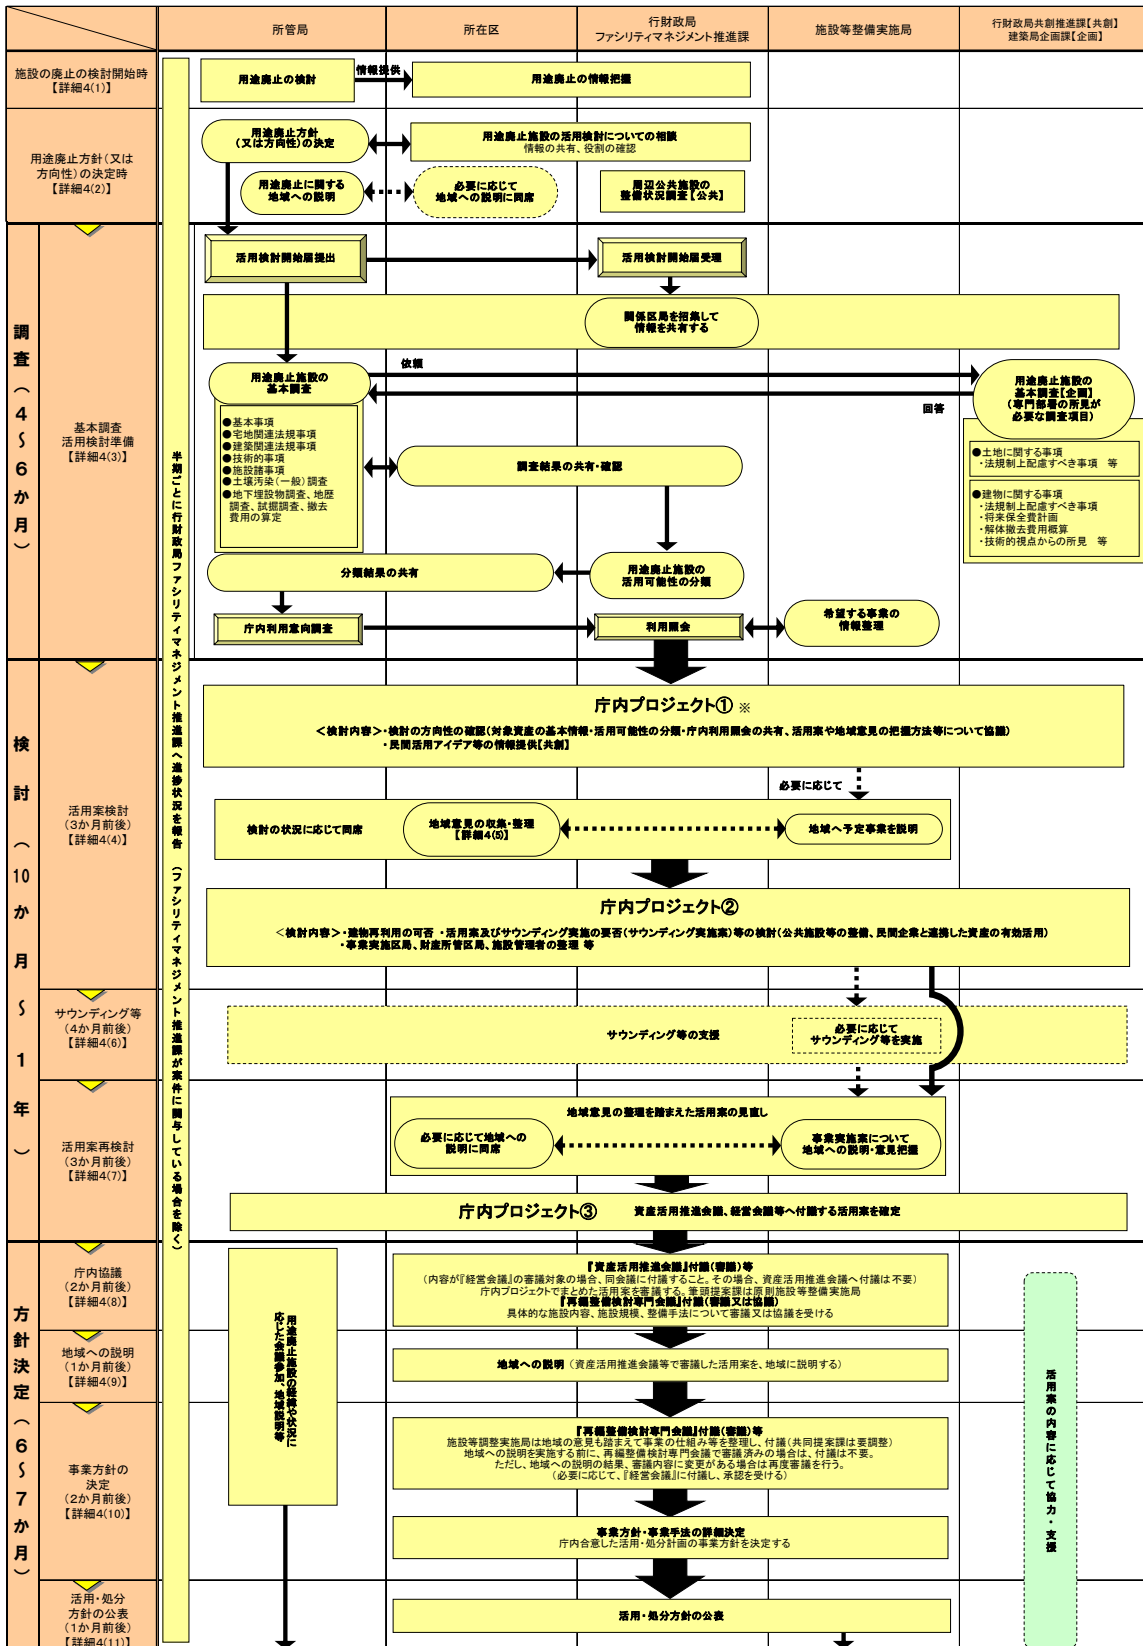 所管局
所在区
行財政局
ファシリティマネジメント推進課
施設等整備実施局
行財政局共創推進課【共創】
建築局企画課【企画】
施設の廃止の検討開始時
【詳細4(1)】
用途廃止の検討
情報提供
用途廃止の情報把握
用途廃止方針(又は
方向性)の決定時
【詳細4(2)】
用途廃止方針
(又は方向性)の決定
用途廃止施設の活用検討についての相談
情報の共有、役割の確認
用途廃止に関する
地域への説明
必要に応じて
地域への説明に同席
周辺公共施設の
整備状況調査【公共】
調査(4~6か月)
基本調査
活用検討準備
【詳細4(3)】
活用検討開始届提出
活用検討開始届受理
関係区局を招集して
情報を共有する
依頼
用途廃止施設の
基本調査
回答
用途廃止施設の
基本調査【企画】
(専門部署の所見が
必要な調査項目)
●基本事項
●宅地関連法規事項
●建築関連法規事項
●技術的事項
●施設諸事項
●土壌汚染(一般)調査
●地下埋設物調査、地歴
調査、試掘調査、撤去
費用の算定
調査結果の共有・確認
●土地に関する事項
・法規制上配慮すべき事項 等
●建物に関する事項
・法規制上配慮すべき事項
・将来保全費計画
・解体撤去費用概算
・技術的視点からの所見 等
分類結果の共有
用途廃止施設の
活用可能性の分類
庁内利用意向調査
利用照会
希望する事業の
情報整理
半期ごとに行財政局ファシリティマネジメント推進課へ進捗状況を報告 (ファシリティマネジメント推進課が案件に関与している場合を除く)
検討(10か月~1年)
活用案検討
(3か月前後)
【詳細4(4)】
庁内プロジェクト① ※
<検討内容>・検討の方向性の確認(対象資産の基本情報・活用可能性の分類・庁内利用照会の共有、活用案や地域意見の把握方法等について協議)
・民間活用アイデア等の情報提供【共創】
必要に応じて
検討の状況に応じて同席
地域意見の収集・整理
【詳細4(5)】
地域へ予定事業を説明
庁内プロジェクト②
<検討内容>・建物再利用の可否 ・活用案及びサウンディング実施の要否(サウンディング実施案)等の検討(公共施設等の整備、民間企業と連携した資産の有効活用)
・事業実施区局、財産所管区局、施設管理者の整理 等
サウンディング等
(4か月前後)
【詳細4(6)】
サウンディング等の支援
必要に応じて
サウンディング等を実施
活用案再検討
(3か月前後)
【詳細4(7)】
地域意見の整理を踏まえた活用案の見直し
必要に応じて地域への
説明に同席
事業実施案について
地域への説明・意見把握
庁内プロジェクト③ 資産活用推進会議、経営会議等へ付議する活用案を確定
方針決定(6~7か月)
庁内協議
(2か月前後)
【詳細4(8)】
『資産活用推進会議』付議(審議)等
(内容が『経営会議』の審議対象の場合、同会議に付議すること。その場合、資産活用推進会議へ付議は不要)
庁内プロジェクトでまとめた活用案を審議する。筆頭提案課は原則施設等整備実施局
『再編整備検討専門会議』付議(審議又は協議)
具体的な施設内容、施設規模、整備手法について審議又は協議を受ける
用途廃止施設の経緯や状況に
応じた会議参加、地域説明等
地域への説明
(1か月前後)
【詳細4(9)】
地域への説明 (資産活用推進会議等で審議した活用案を、地域に説明する)
活用案の内容に応じて協力・支援
事業方針の
決定
(2か月前後)
【詳細4(10)】
『再編整備検討専門会議』付議(審議)等
施設等調整実施局は地域の意見も踏まえて事業の仕組み等を整理し、付議(共同提案課は要調整)
地域への説明を実施する前に、再編整備検討専門会議で審議済みの場合は、付議は不要。
ただし、地域への説明の結果、審議内容に変更がある場合は再度審議を行う。
(必要に応じて、『経営会議』に付議し、承認を受ける)
事業方針・事業手法の詳細決定
庁内合意した活用・処分計画の事業方針を決定する
活用・処分
方針の公表
(1か月前後)
【詳細4(11)】
活用・処分方針の公表